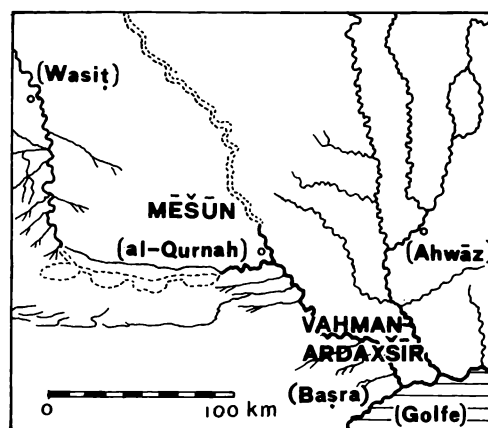 (Wasiṭ)
MĒŠŪN
(al-Qurnah)
(Ahwāz)
VAHMAN-
ARDAXŠĪR
(Baṣra)
(Golfe)
0 100 km